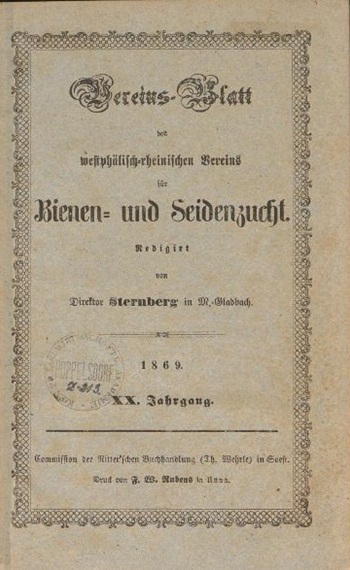 Vereins-Blatt
des
westphälisch-rheinischen Vereins
für
Bienen- und Seidenzucht.
Redigirt
von
Direktor Sternberg in M.-Gladbach.
1869.
POPPELSDORF
XX. Jahrgang.
Commission der Ritter'schen Buchhandlung (Th. Wehrle) in Soest.
Druck von F. W. Rubens in Unna.